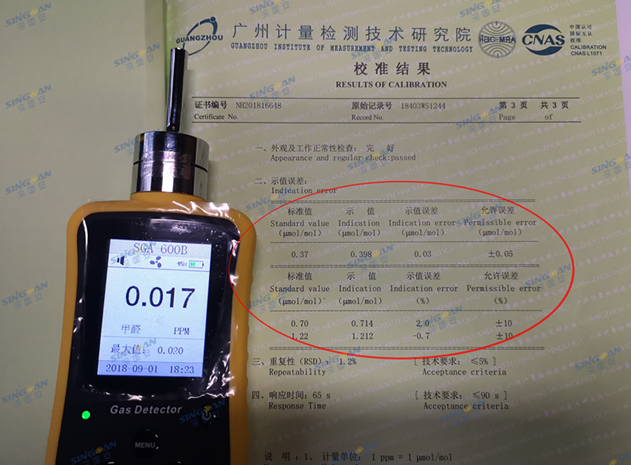 SINGOAN
GUANGZHOU
广州计量检测技术研究院
GUANGZHOU INSTITUTE OF MEASUREMENT AND TESTING TECHNOLOGY
ilac-MRA
CNAS
中国认可
国际互认
校准
CALIBRATION
CNAS L1071
校准结果
RESULTS OF CALIBRATION
证书编号 NH201816648 原始记录号 18403WS1244 第 3 页 共 3 页
Certificate No. Record No. Page of
一、外观及工作正常性检查: 完 好
Appearance and regular check:passed
二、示值误差:
Indication error
标准值 示 值 示值误差 允许误差
Standard value Indication Indication error Permissible error
(μmol/mol) (μmol/mol) (μmol/mol) (μmol/mol)
0.37 0.398 0.03 ±0.05
标准值 示 值 示值误差 允许误差
Standard value Indication Indication error Permissible error
(μmol/mol) (μmol/mol) (%) (%)
0.70 0.714 2.0 ±10
1.22 1.212 -0.7 ±10
三、重复性(RSD): 1.2% [ 技术要求: ≤5% ]
Repeatability Acceptance criteria
四、响应时间: 65 s [ 技术要求: ≤90 s ]
Response Time Acceptance criteria
说 明:1、计量单位: 1 ppm = 1 μmol/mol
SGA 600B
0.017
甲醛 PPM
最大值: 0.020
2018-09-01 18:23
Gas Detector
MENU